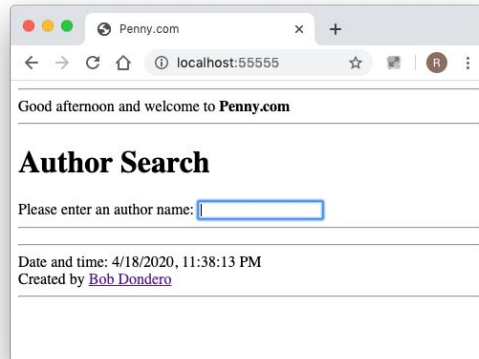 Penny.com
localhost:55555
R
Good afternoon and welcome to Penny.com
Author Search
Please enter an author name:
Date and time: 4/18/2020, 11:38:13 PM
Created by Bob Dondero